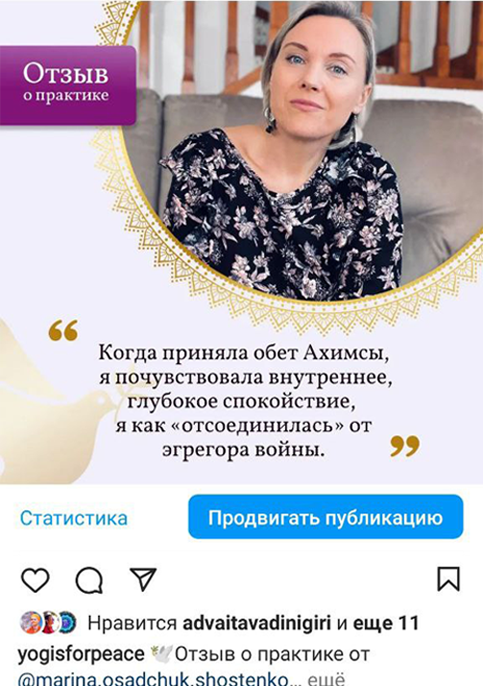 Отзыв
о практике
“
Когда приняла обет Ахимсы,
я почувствовала внутреннее,
глубокое спокойствие,
я как «отсоединилась» от
эгрегора войны.
”
Статистика
Продвигать публикацию
Нравится advaitavadinigiri и еще 11
yogisforpeace 🕊️Отзыв о практике от
@marina.osadchuk.shostenko... ещё